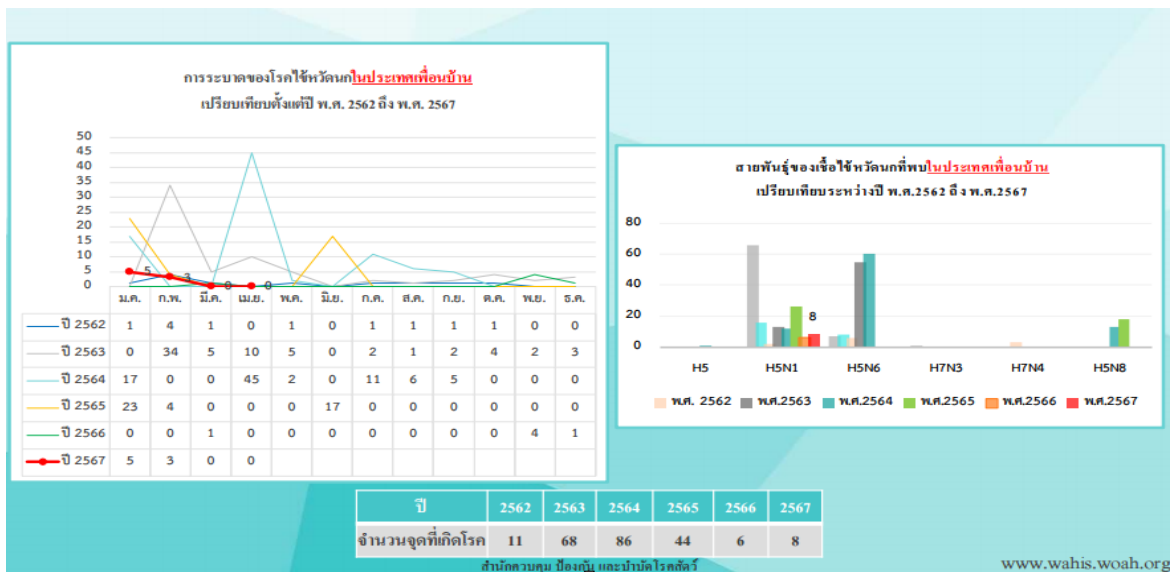 การระบาดของโรคไข้หวัดนกในประเทศเพื่อนบ้าน
เปรียบเทียบตั้งแต่ปี พ.ศ. 2562 ถึง พ.ศ. 2567
50
45
40
35
30
25
20
15
10
5
0
5 3 0 0
ม.ค. ก.พ. มี.ค. เม.ย. พ.ค. มิ.ย. ก.ค. ส.ค. ก.ย. ต.ค. พ.ย. ธ.ค.
ปี 2562 1 4 1 0 1 0 1 1 1 1 0 0
ปี 2563 0 34 5 10 5 0 2 1 2 4 2 3
ปี 2564 17 0 0 45 2 0 11 6 5 0 0 0
ปี 2565 23 4 0 0 0 17 0 0 0 0 0 0
ปี 2566 0 0 1 0 0 0 0 0 0 0 4 1
ปี 2567 5 3 0 0
สายพันธุ์ของเชื้อไข้หวัดนกที่พบในประเทศเพื่อนบ้าน
เปรียบเทียบระหว่างปี พ.ศ.2562 ถึง พ.ศ.2567
80
60
40
20
0
8
H5 H5N1 H5N6 H7N3 H7N4 H5N8
พ.ศ. 2562 พ.ศ.2563 พ.ศ.2564 พ.ศ.2565 พ.ศ.2566 พ.ศ.2567
ปี 2562 2563 2564 2565 2566 2567
จำนวนจุดที่เกิดโรค 11 68 86 44 6 8
สำนักควบคุม ป้องกัน และบำบัดโรคสัตว์
www.wahis.woah.org